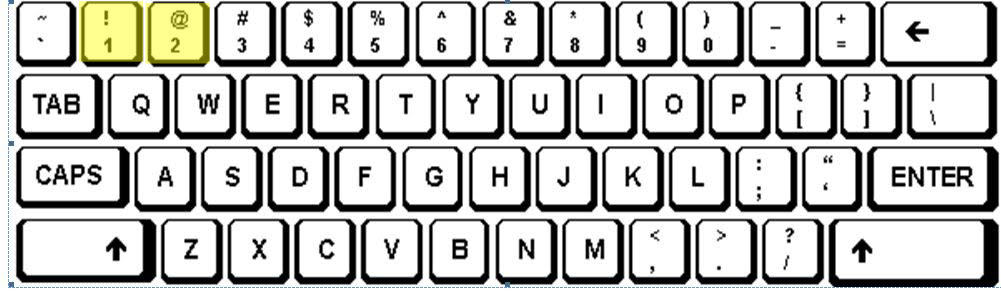 ~ ! @ # $ % ^ & * ( ) _ +
` 1 2 3 4 5 6 7 8 9 0 - = ←
TAB Q W E R T Y U I O P { [ } ] | \
CAPS A S D F G H J K L : ; “ ‘ ENTER
↑ Z X C V B N M < , > . ? / ↑